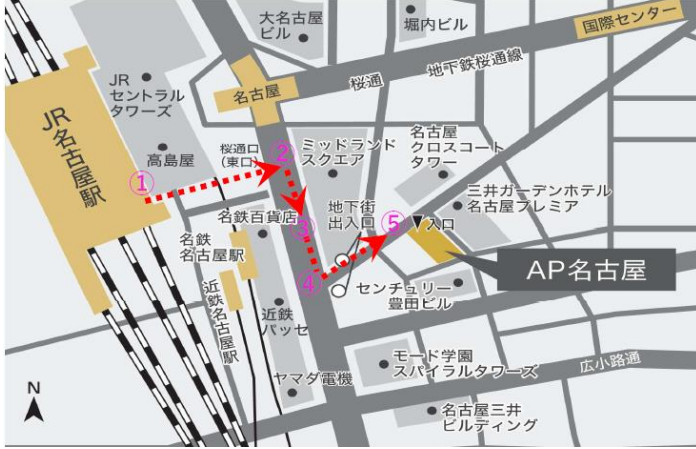 大名古屋
ビル
堀内ビル
国際センター
JR
セントラル
タワーズ
桜通
地下鉄桜通線
名古屋
JR名古屋駅
高島屋
桜通口
(東口)
ミッドランド
スクエア
名古屋
クロスコート
タワー
①
②
③
④
⑤
地下街
出入口
入口
三井ガーデンホテル
名古屋プレミア
名鉄百貨店
名鉄
名古屋駅
近鉄名古屋駅
AP名古屋
センチュリー
豊田ビル
近鉄
パッセ
モード学園
スパイラルタワーズ
広小路通
ヤマダ電機
名古屋三井
ビルディング
N